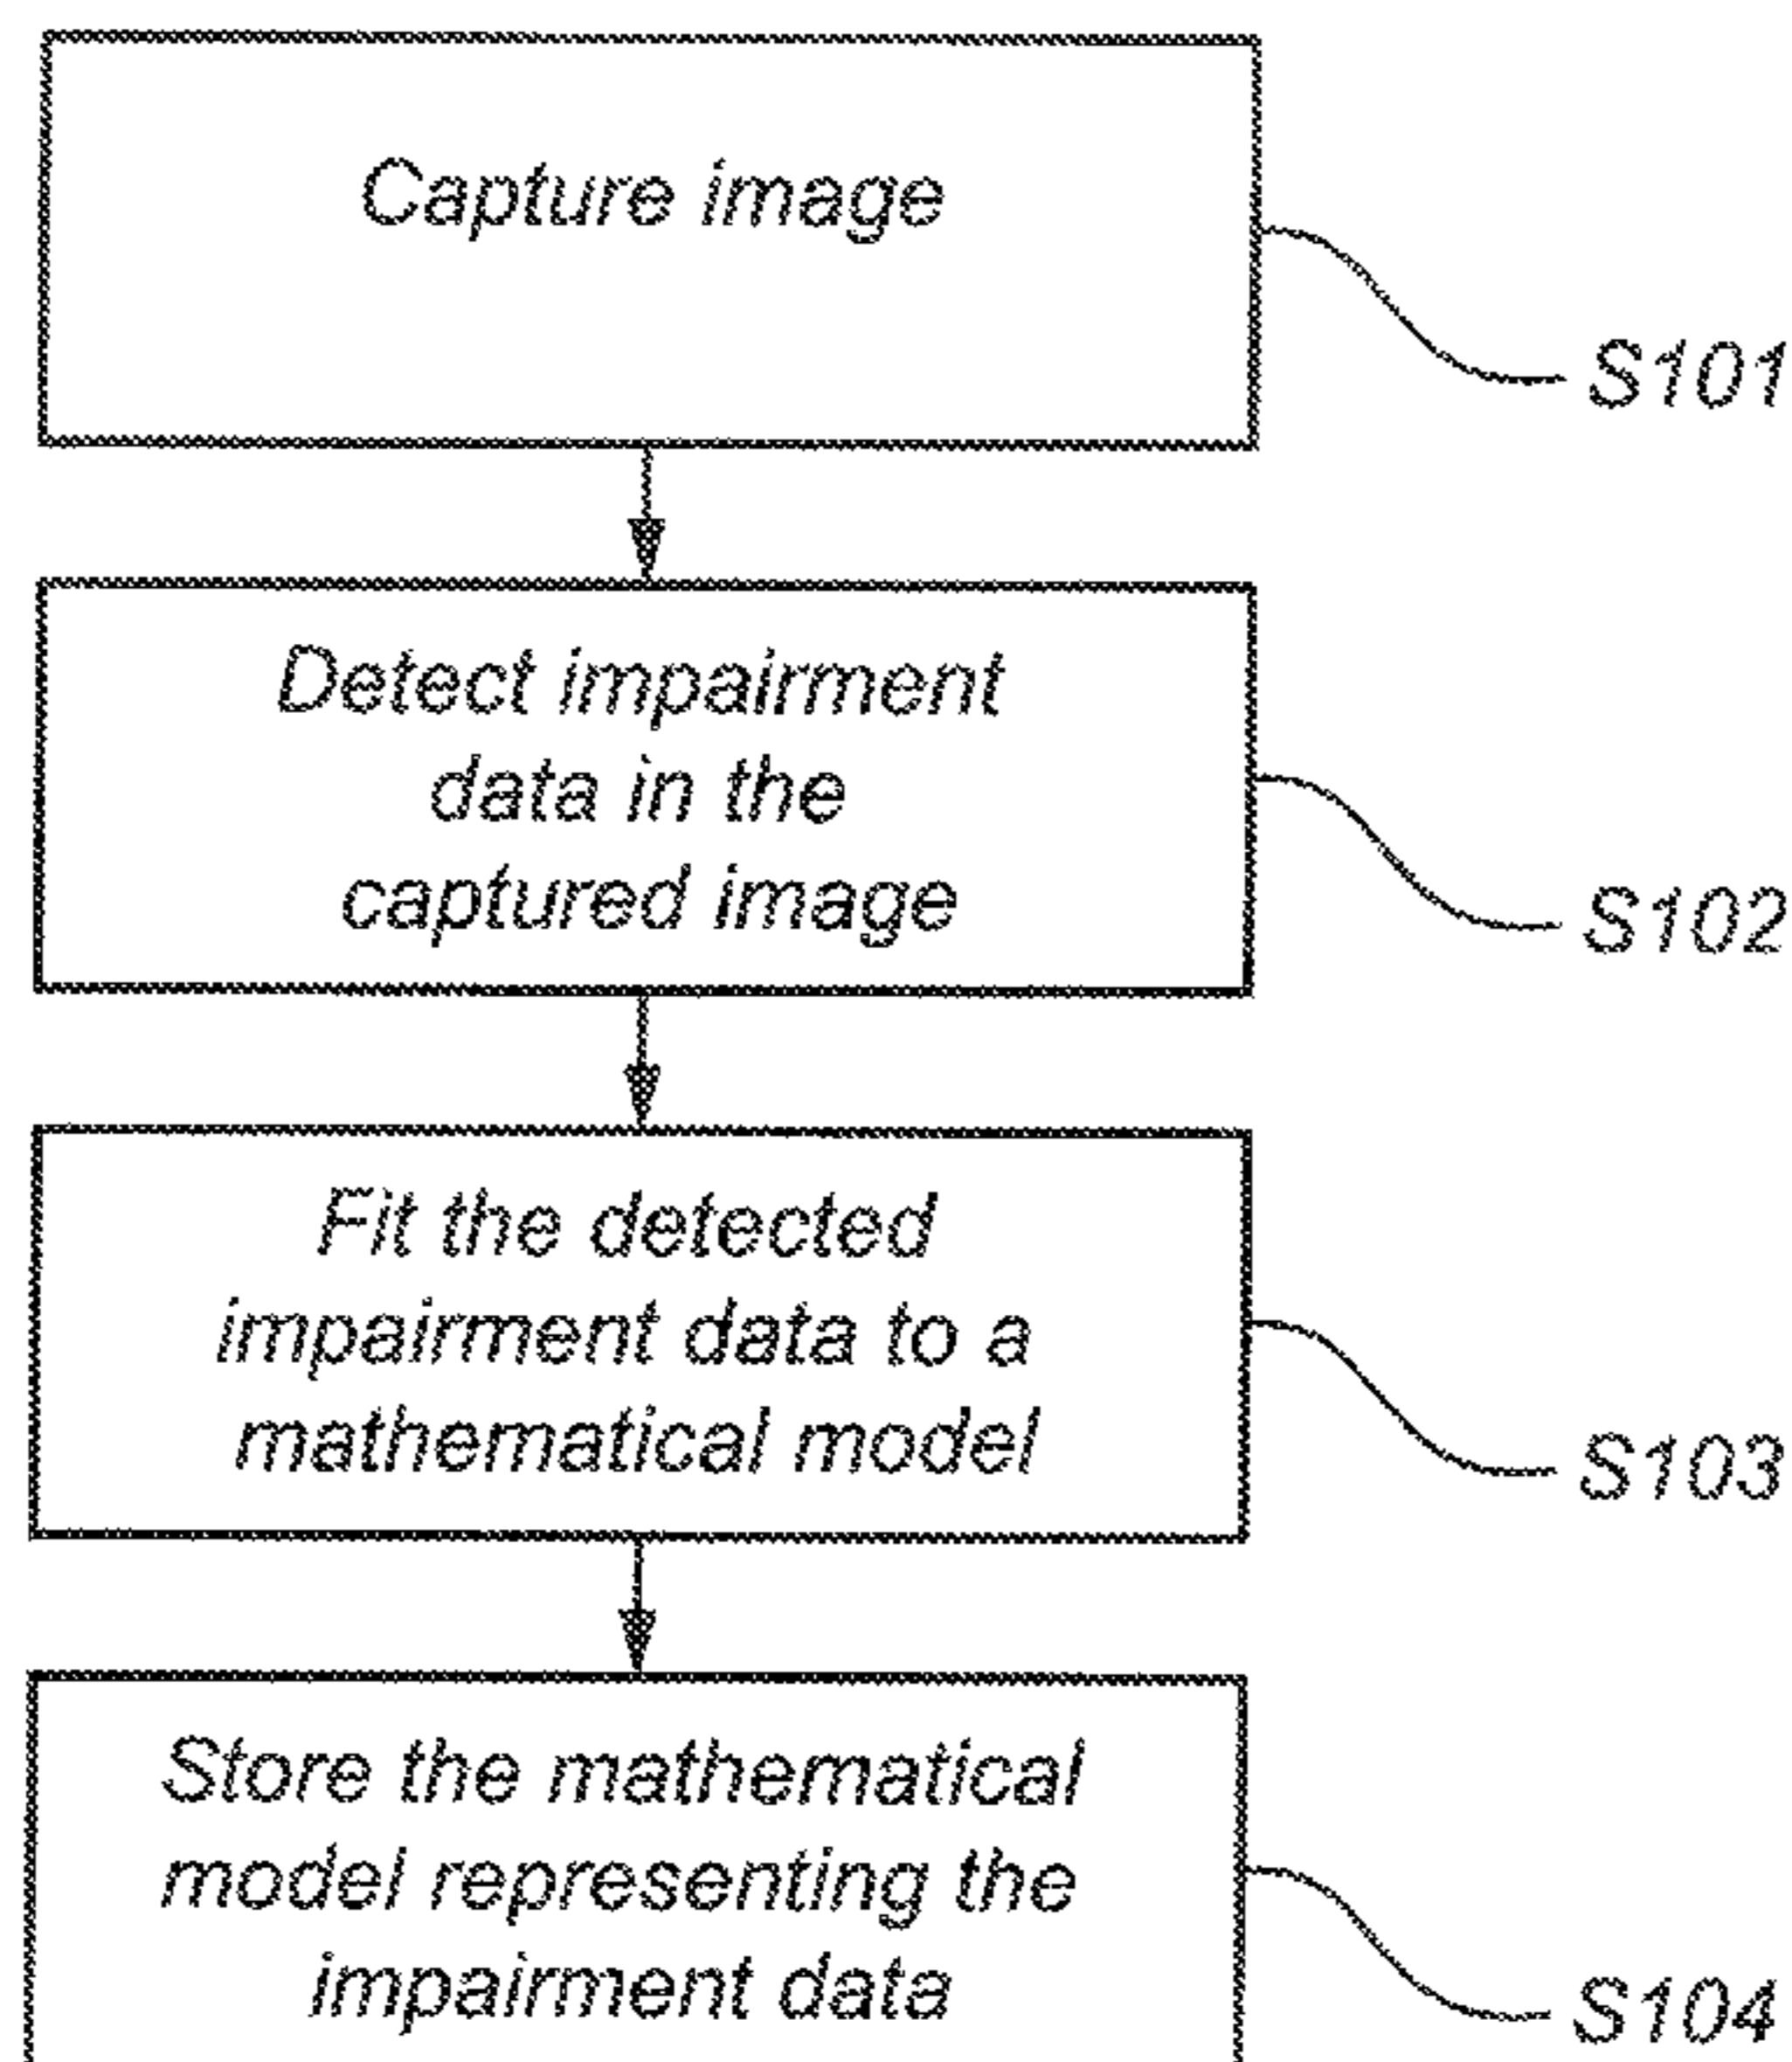 Capture image
S101
Detect impairment
data in the
captured image
S102
Fit the detected
impairment data to a
mathematical model
S103
Store the mathematical
model representing the
impairment data
S104